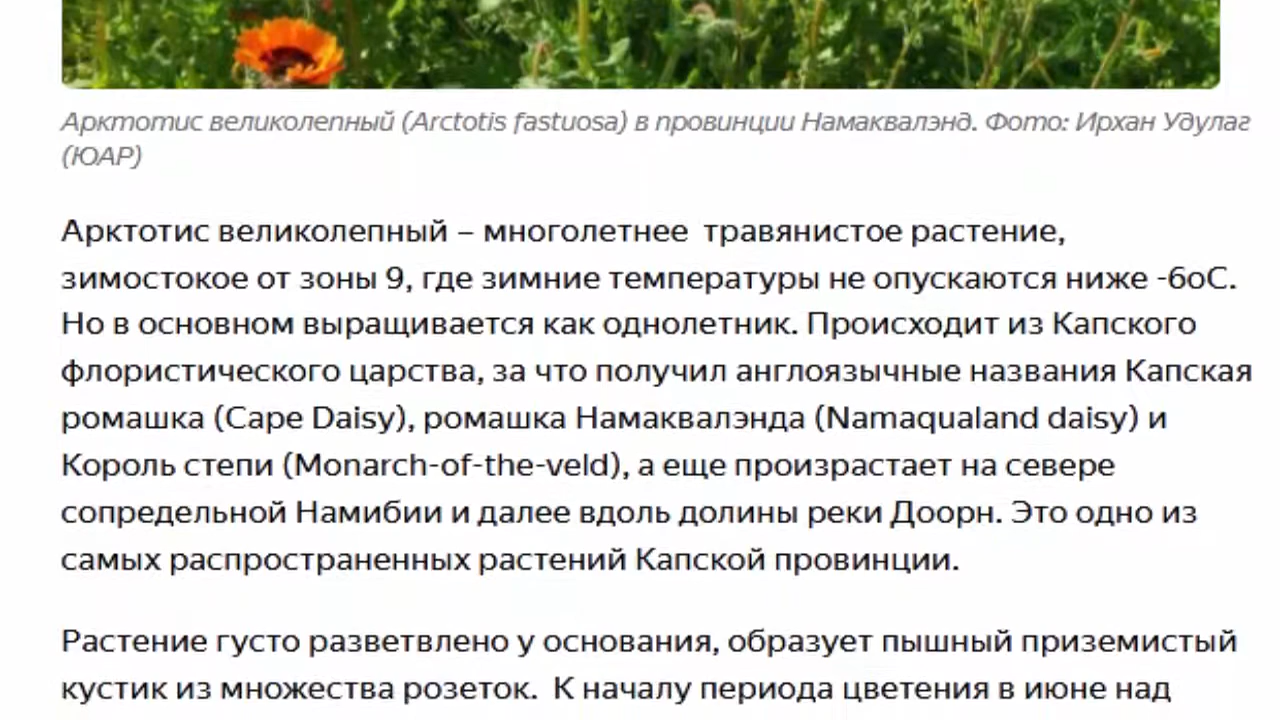 Арктотис великолепный (Arctotis fastuosa) в провинции Намаквалэнд. Фото: Ирхан Удулаг
(ЮАР)
Арктотис великолепный – многолетнее  травянистое растение,
зимостокое от зоны 9, где зимние температуры не опускаются ниже -6оС.
Но в основном выращивается как однолетник. Происходит из Капского
флористического царства, за что получил англоязычные названия Капская
ромашка (Cape Daisy), ромашка Намаквалэнда (Namaqualand daisy) и
Король степи (Monarch-of-the-veld), а еще произрастает на севере
сопредельной Намибии и далее вдоль долины реки Доорн. Это одно из
самых распространенных растений Капской провинции.
Растение густо разветвлено у основания, образует пышный приземистый
кустик из множества розеток.  К началу периода цветения в июне над